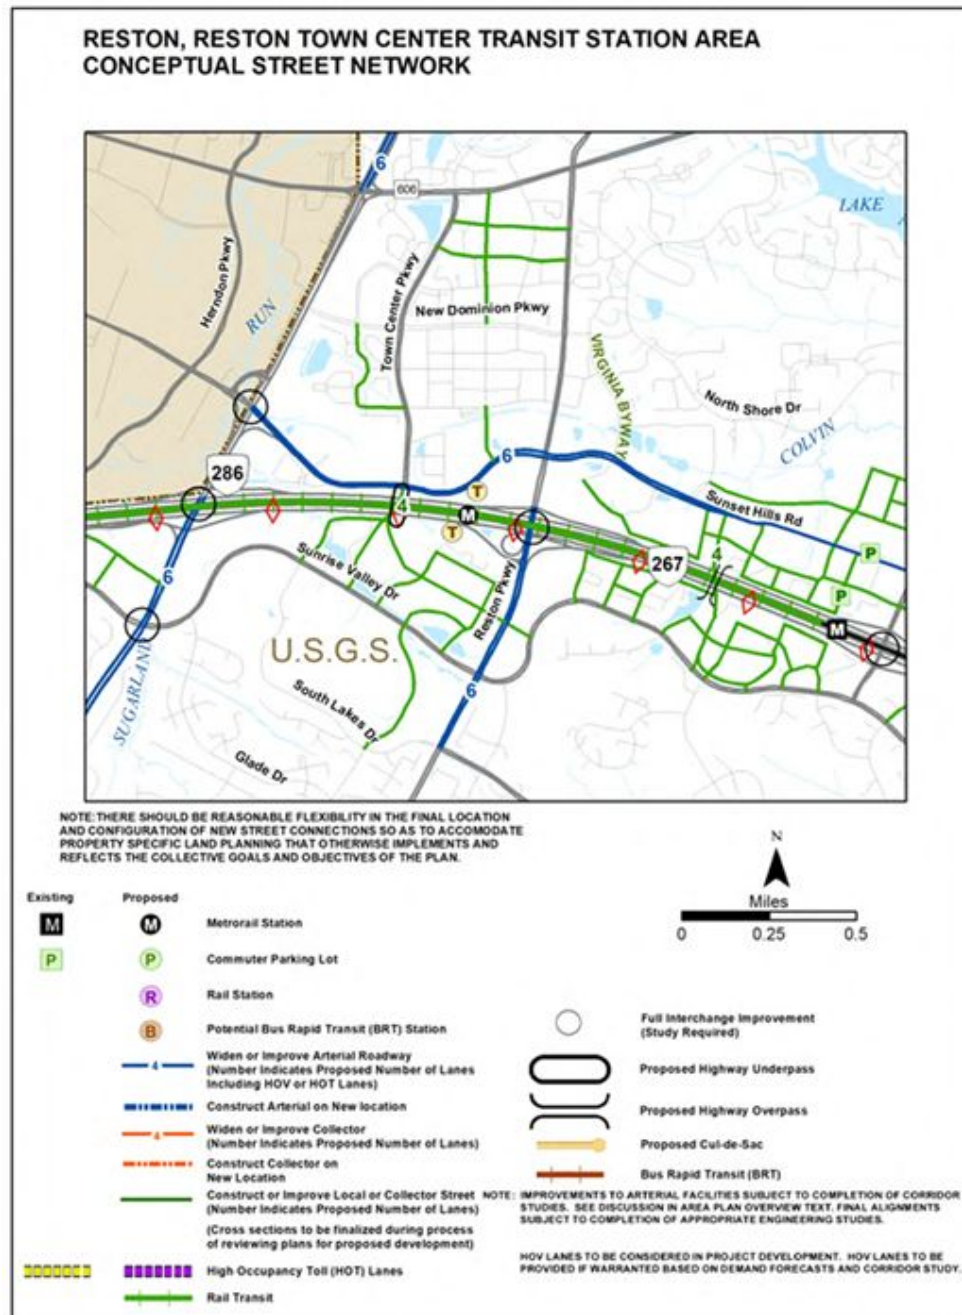 RESTON, RESTON TOWN CENTER TRANSIT STATION AREA
CONCEPTUAL STREET NETWORK
6
606
LAKE
Herndon Pkwy
RUN
Town Center Pkwy
New Dominion Pkwy
VIRGINIA BYWAY
North Shore Dr
COLVIN
286
6
T
4
M
T
Sunset Hills Rd
P
267
4
6
Sunrise Valley Dr
Reston Pkwy
P
M
U.S.G.S.
SUGARLAND
South Lakes Dr
6
Glade Dr
NOTE: THERE SHOULD BE REASONABLE FLEXIBILITY IN THE FINAL LOCATION
AND CONFIGURATION OF NEW STREET CONNECTIONS SO AS TO ACCOMODATE
PROPERTY SPECIFIC LAND PLANNING THAT OTHERWISE IMPLEMENTS AND
REFLECTS THE COLLECTIVE GOALS AND OBJECTIVES OF THE PLAN.
N
Miles
0 0.25 0.5
Existing Proposed
M M Metrorail Station
P P Commuter Parking Lot
R Rail Station
B Potential Bus Rapid Transit (BRT) Station
4 Widen or Improve Arterial Roadway
(Number Indicates Proposed Number of Lanes
Including HOV or HOT Lanes)
Construct Arterial on New location
4 Widen or Improve Collector
(Number Indicates Proposed Number of Lanes)
Construct Collector on
New Location
Construct or Improve Local or Collector Street
(Number Indicates Proposed Number of Lanes)
(Cross sections to be finalized during process
of reviewing plans for proposed development)
High Occupancy Toll (HOT) Lanes
Rail Transit
Full Interchange Improvement
(Study Required)
Proposed Highway Underpass
Proposed Highway Overpass
Proposed Cul-de-Sac
Bus Rapid Transit (BRT)
NOTE: IMPROVEMENTS TO ARTERIAL FACILITIES SUBJECT TO COMPLETION OF CORRIDOR
STUDIES. SEE DISCUSSION IN AREA PLAN OVERVIEW TEXT. FINAL ALIGNMENTS
SUBJECT TO COMPLETION OF APPROPRIATE ENGINEERING STUDIES.
HOV LANES TO BE CONSIDERED IN PROJECT DEVELOPMENT. HOV LANES TO BE
PROVIDED IF WARRANTED BASED ON DEMAND FORECASTS AND CORRIDOR STUDY.